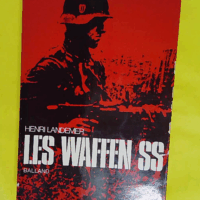 HENRI LANDEMER
LES WAFFEN SS
BALLAND